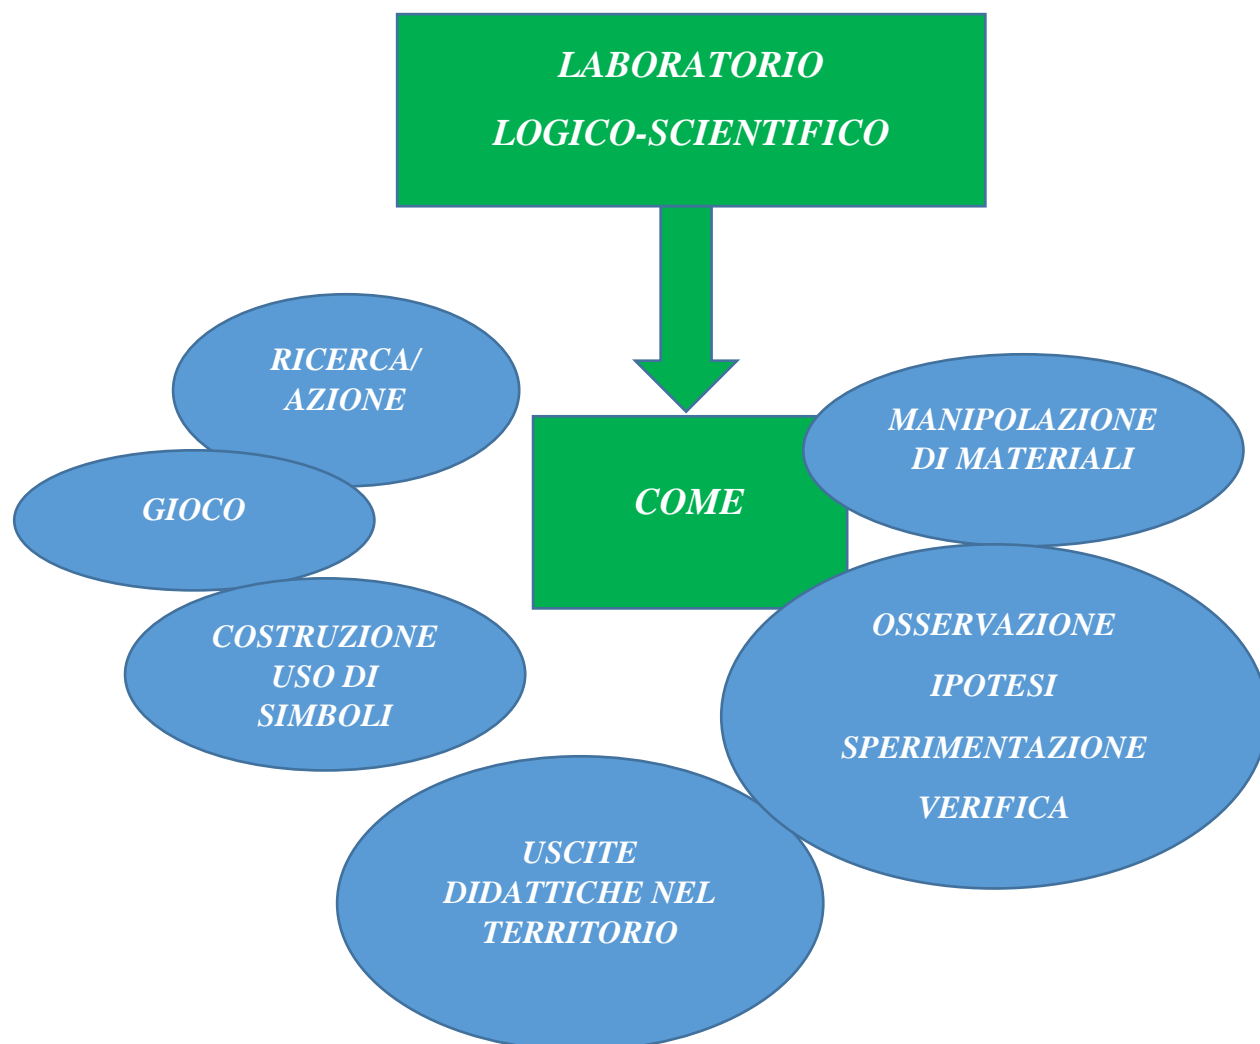 LABORATORIO
LOGICO-SCIENTIFICO
RICERCA/
AZIONE
MANIPOLAZIONE
DI MATERIALI
COME
GIOCO
COSTRUZIONE
USO DI
SIMBOLI
OSSERVAZIONE
IPOTESI
SPERIMENTAZIONE
VERIFICA
USCITE
DIDATTICHE NEL
TERRITORIO